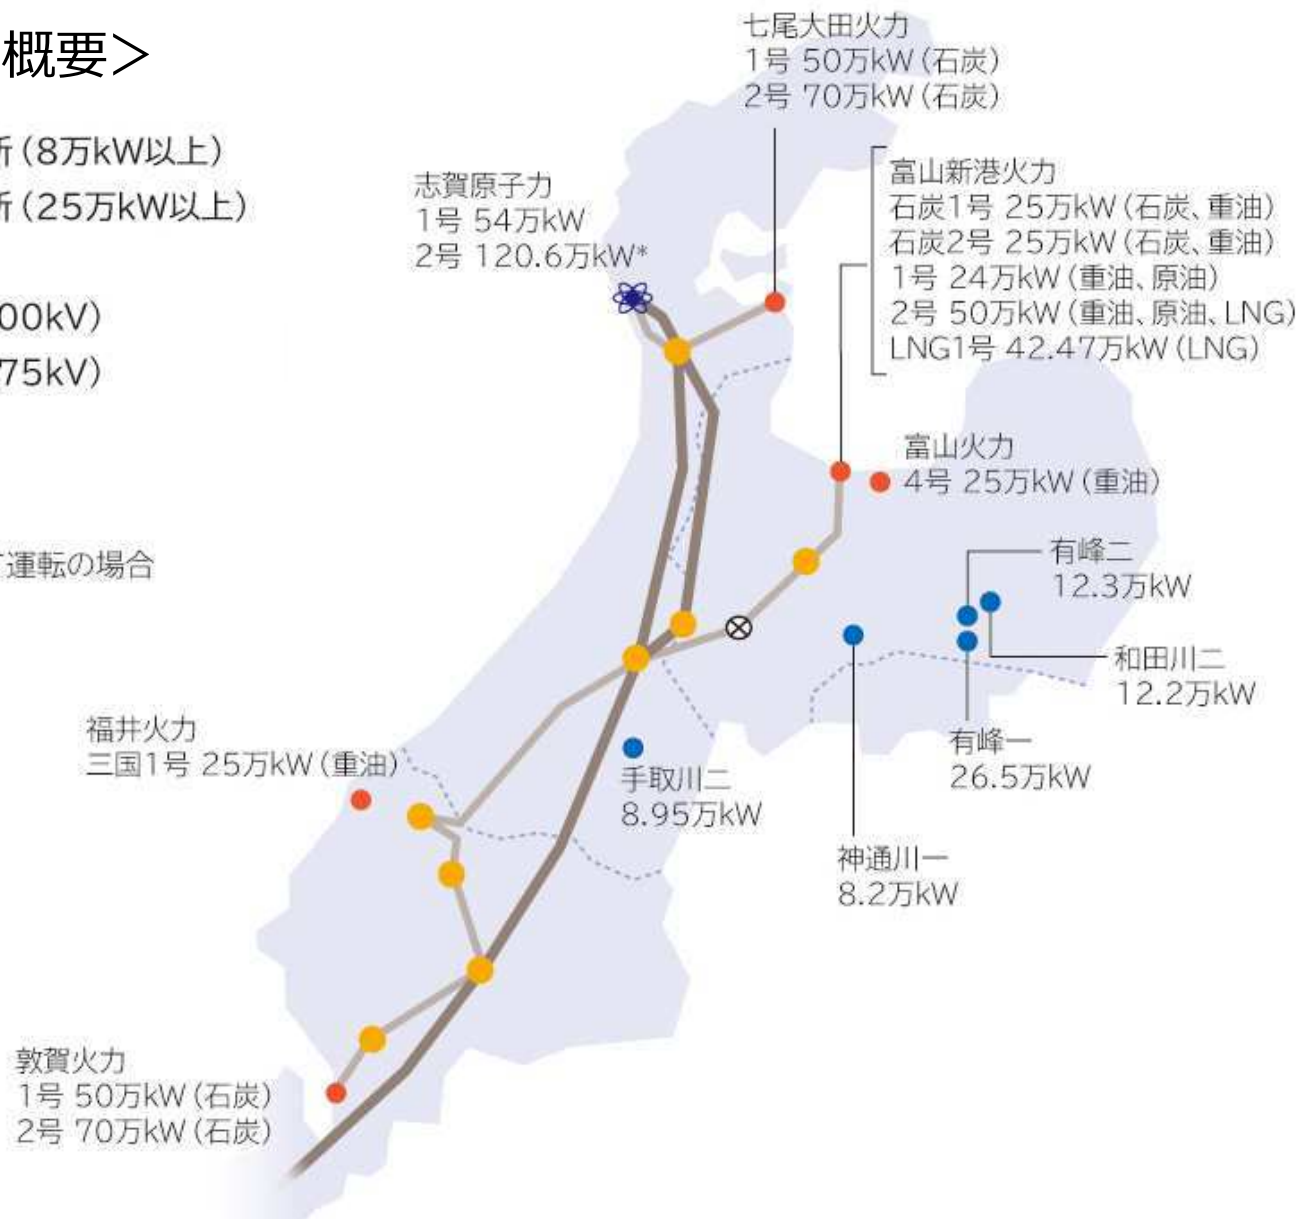 概要＞
所（8万kW以上）
所（25万kW以上）
00kV）
75kV）
て運転の場合
七尾大田火力
1号 50万kW（石炭）
2号 70万kW（石炭）
志賀原子力
1号 54万kW
2号 120.6万kW*
富山新港火力
石炭1号 25万kW（石炭、重油）
石炭2号 25万kW（石炭、重油）
1号 24万kW（重油、原油）
2号 50万kW（重油、原油、LNG）
LNG1号 42.47万kW（LNG）
富山火力
4号 25万kW（重油）
有峰二
12.3万kW
和田川二
12.2万kW
有峰一
26.5万kW
福井火力
三国1号 25万kW（重油）
手取川二
8.95万kW
神通川一
8.2万kW
敦賀火力
1号 50万kW（石炭）
2号 70万kW（石炭）